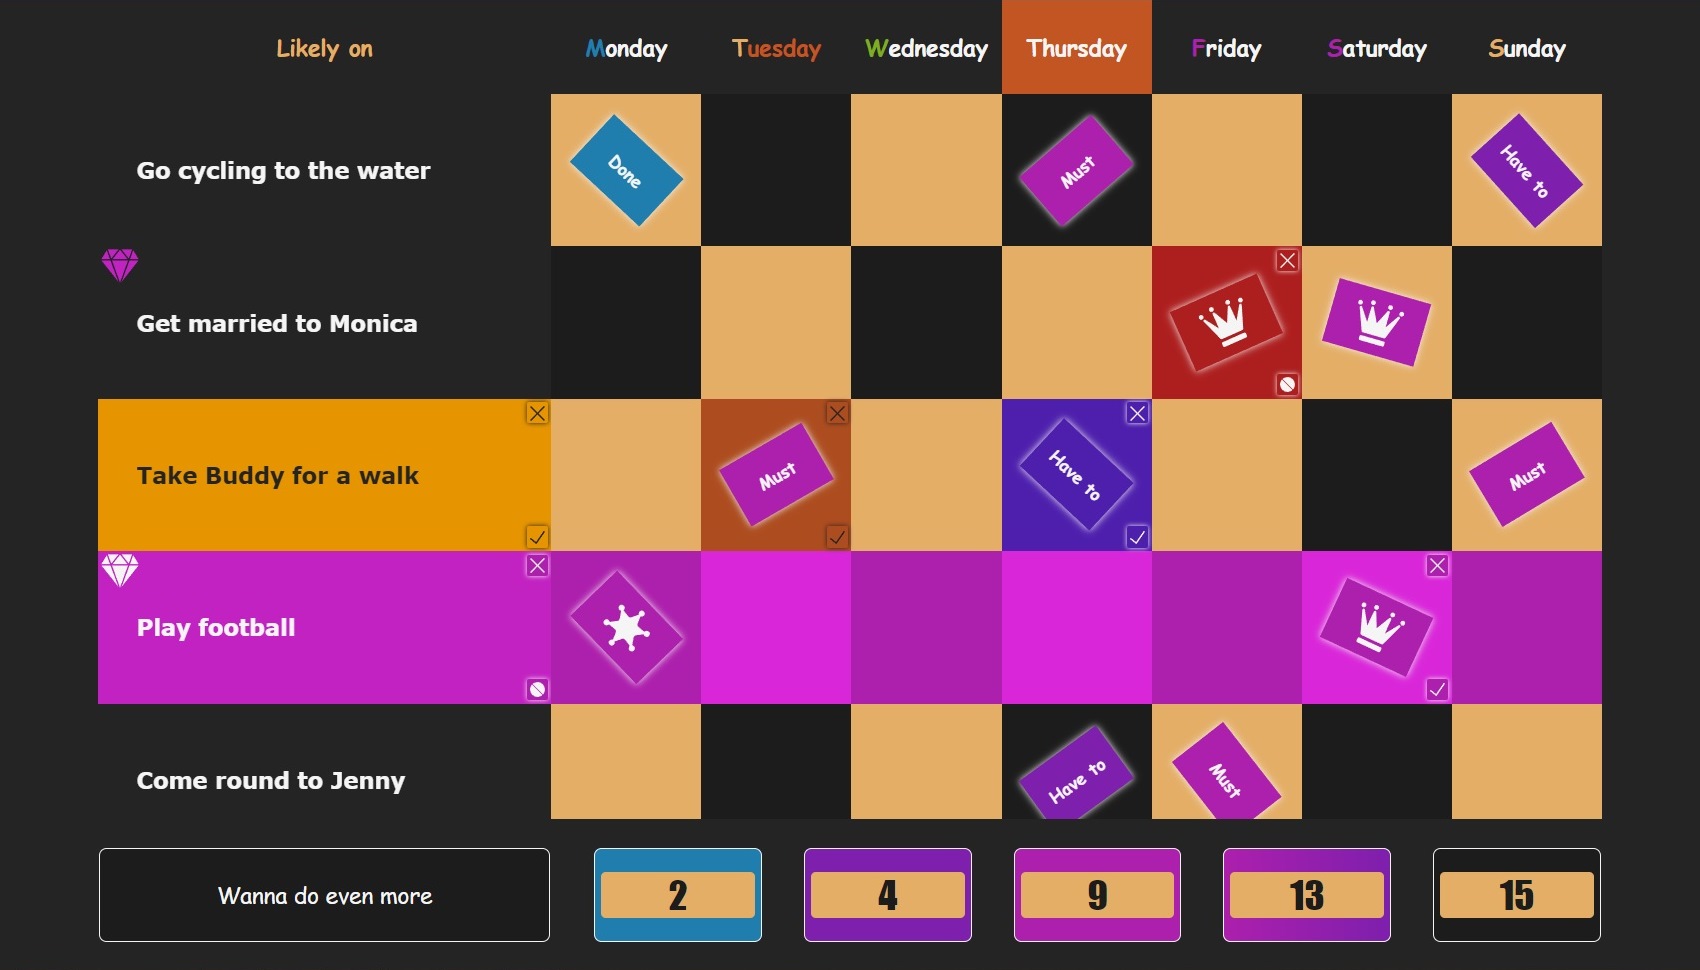 Likely on
Monday
Tuesday
Wednesday
Thursday
Friday
Saturday
Sunday
Go cycling to the water
Done
Must
Have to
Get married to Monica
Take Buddy for a walk
Must
Have to
Must
Play football
Come round to Jenny
Have to
Must
Wanna do even more
2
4
9
13
15